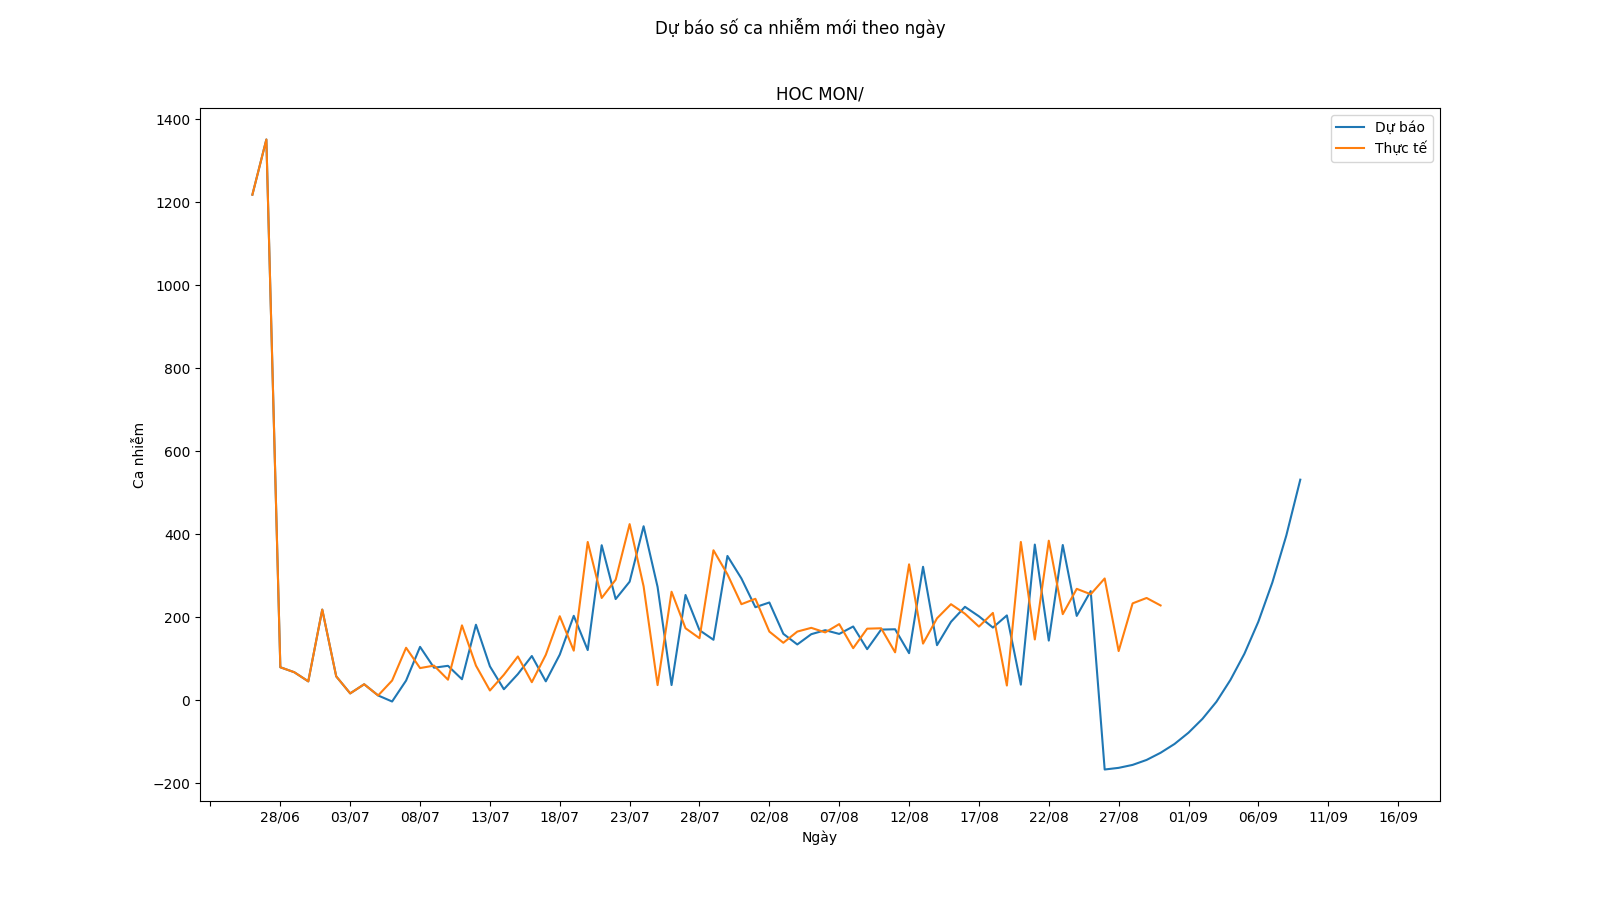 Dự báo số ca nhiễm mới theo ngày
HOC MON/
Dự báo
Thực tế
1400
1200
1000
800
600
400
200
0
−200
Ca nhiễm
28/06 03/07 08/07 13/07 18/07 23/07 28/07 02/08 07/08 12/08 17/08 22/08 27/08 01/09 06/09 11/09 16/09
Ngày